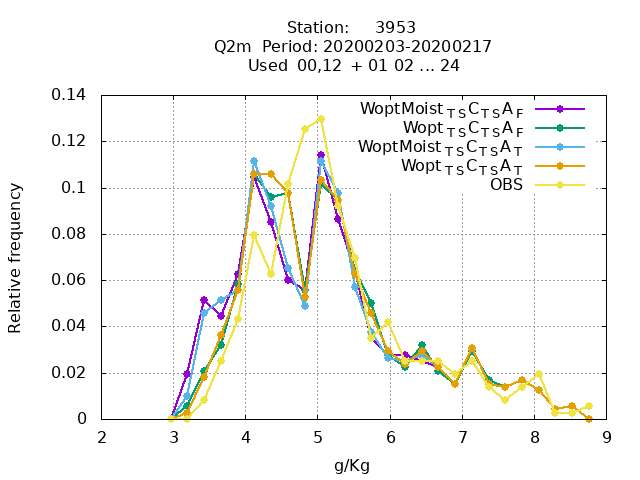 Station: 3953
Q2m Period: 20200203-20200217
Used 00,12 + 01 02 ... 24
WoptMoist TS C TS A F
Wopt TS C TS A F
WoptMoist TS C TS A T
Wopt TS C TS A T
OBS
Relative frequency
0.14
0.12
0.1
0.08
0.06
0.04
0.02
0
2 3 4 5 6 7 8 9
g/Kg